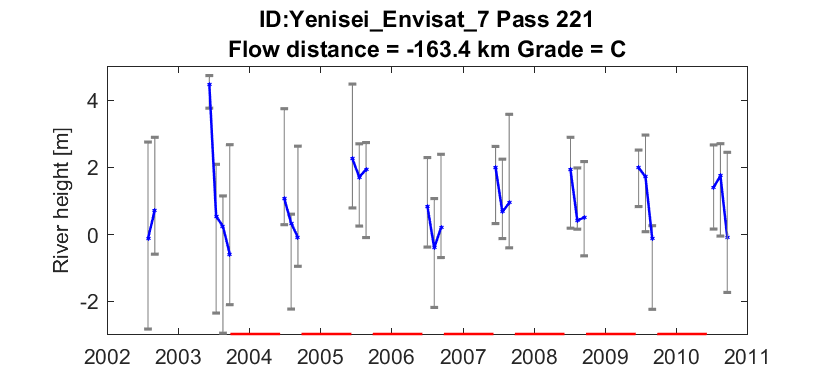 ID:Yenisei_Envisat_7 Pass 221
Flow distance = -163.4 km Grade = C
River height [m]
4
2
0
-2
2002 2003 2004 2005 2006 2007 2008 2009 2010 2011